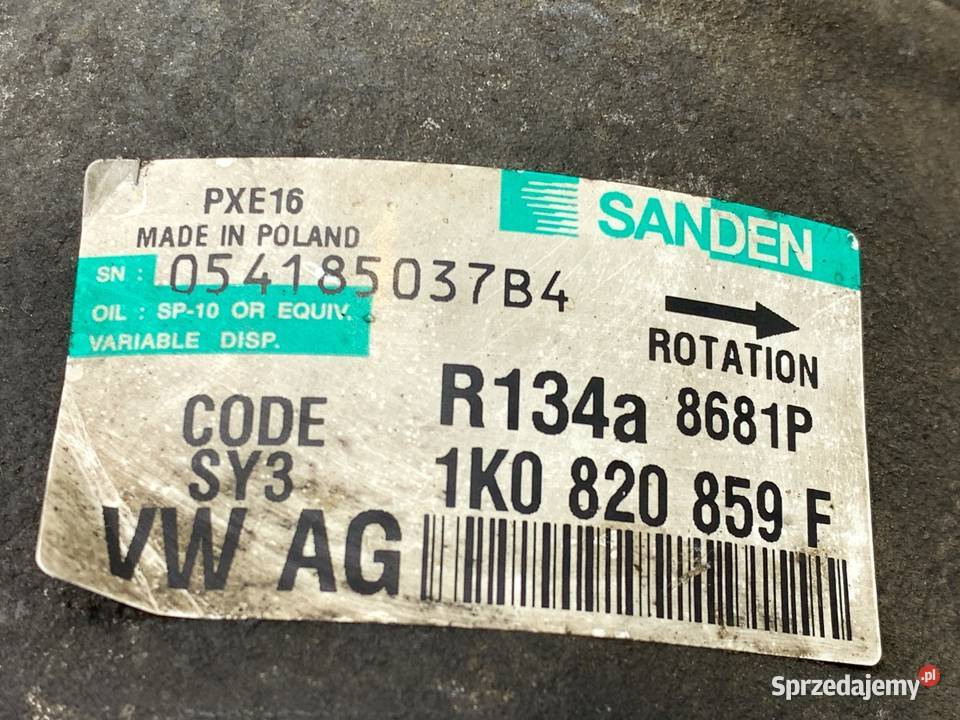 PXE16
MADE IN POLAND
SANDEN
SN : 054185037B4
OIL : SP-10 OR EQUIV.
VARIABLE DISP.
ROTATION
R134a 8681P
CODE
SY3
1K0 820 859 F
VW AG
Sprzedajemy.pl